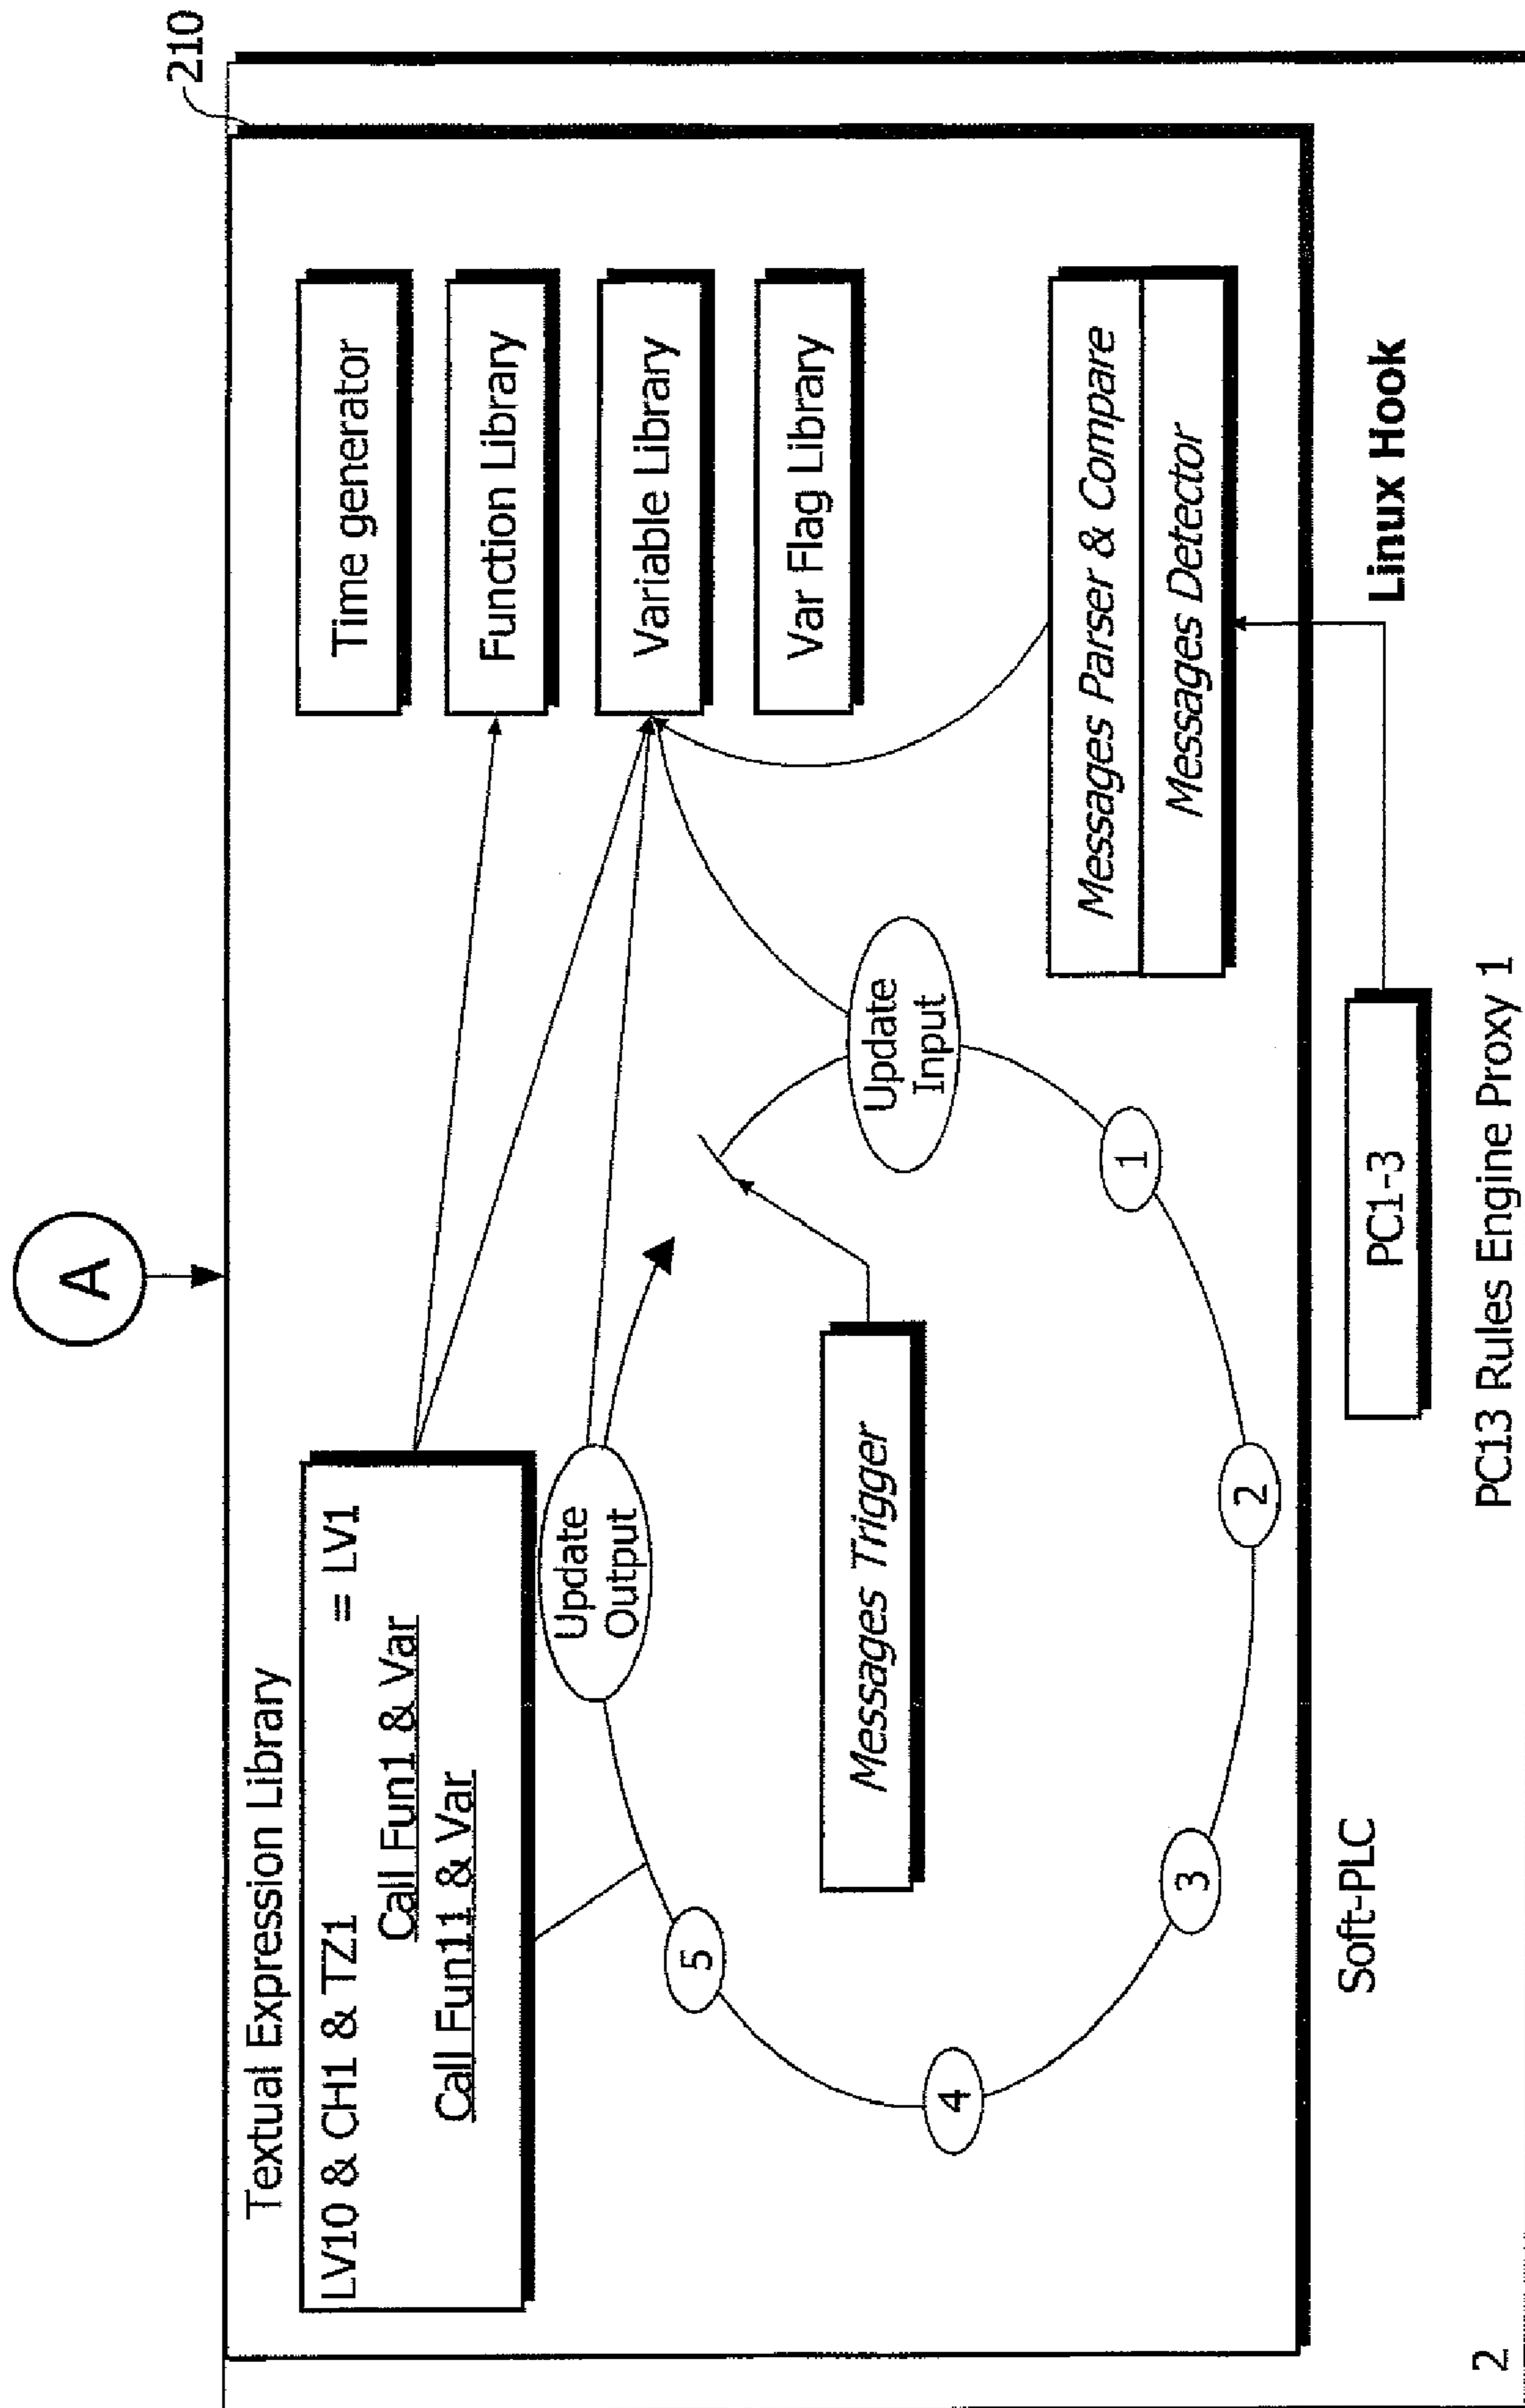 A
210
Textual Expression Library
LV10 & CH1 & TZ1 = LV1
Call Fun1 & Var
Call Fun11 & Var
Time generator
Function Library
Variable Library
Var Flag Library
Update
Output
Messages Trigger
Update
Input
1
2
3
4
5
Messages Parser & Compare
Messages Detector
Soft-PLC
PC1-3
Linux Hook
PC13 Rules Engine Proxy 1
2